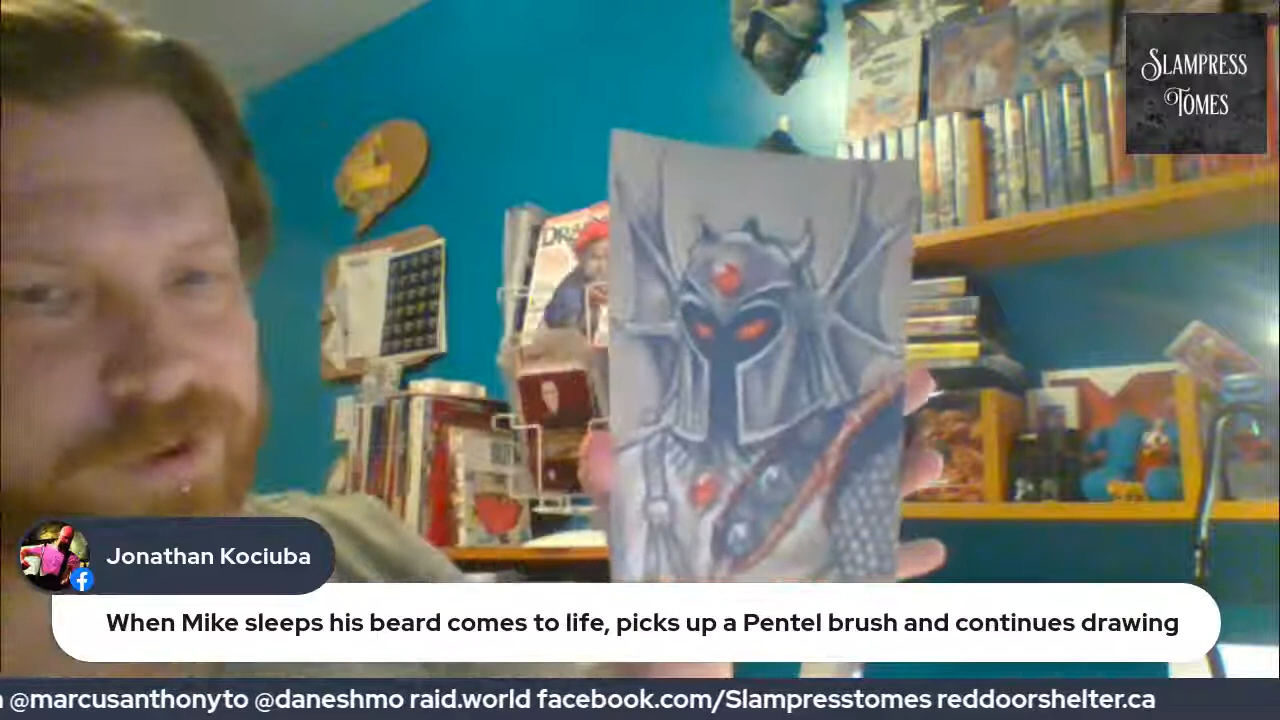 SLAMPRESS
TOMES
DRA
Jonathan Kociuba
When Mike sleeps his beard comes to life, picks up a Pentel brush and continues drawing
@marcusanthonyto @daneshmo raid.world facebook.com/Slampresstomes reddoorshelter.ca